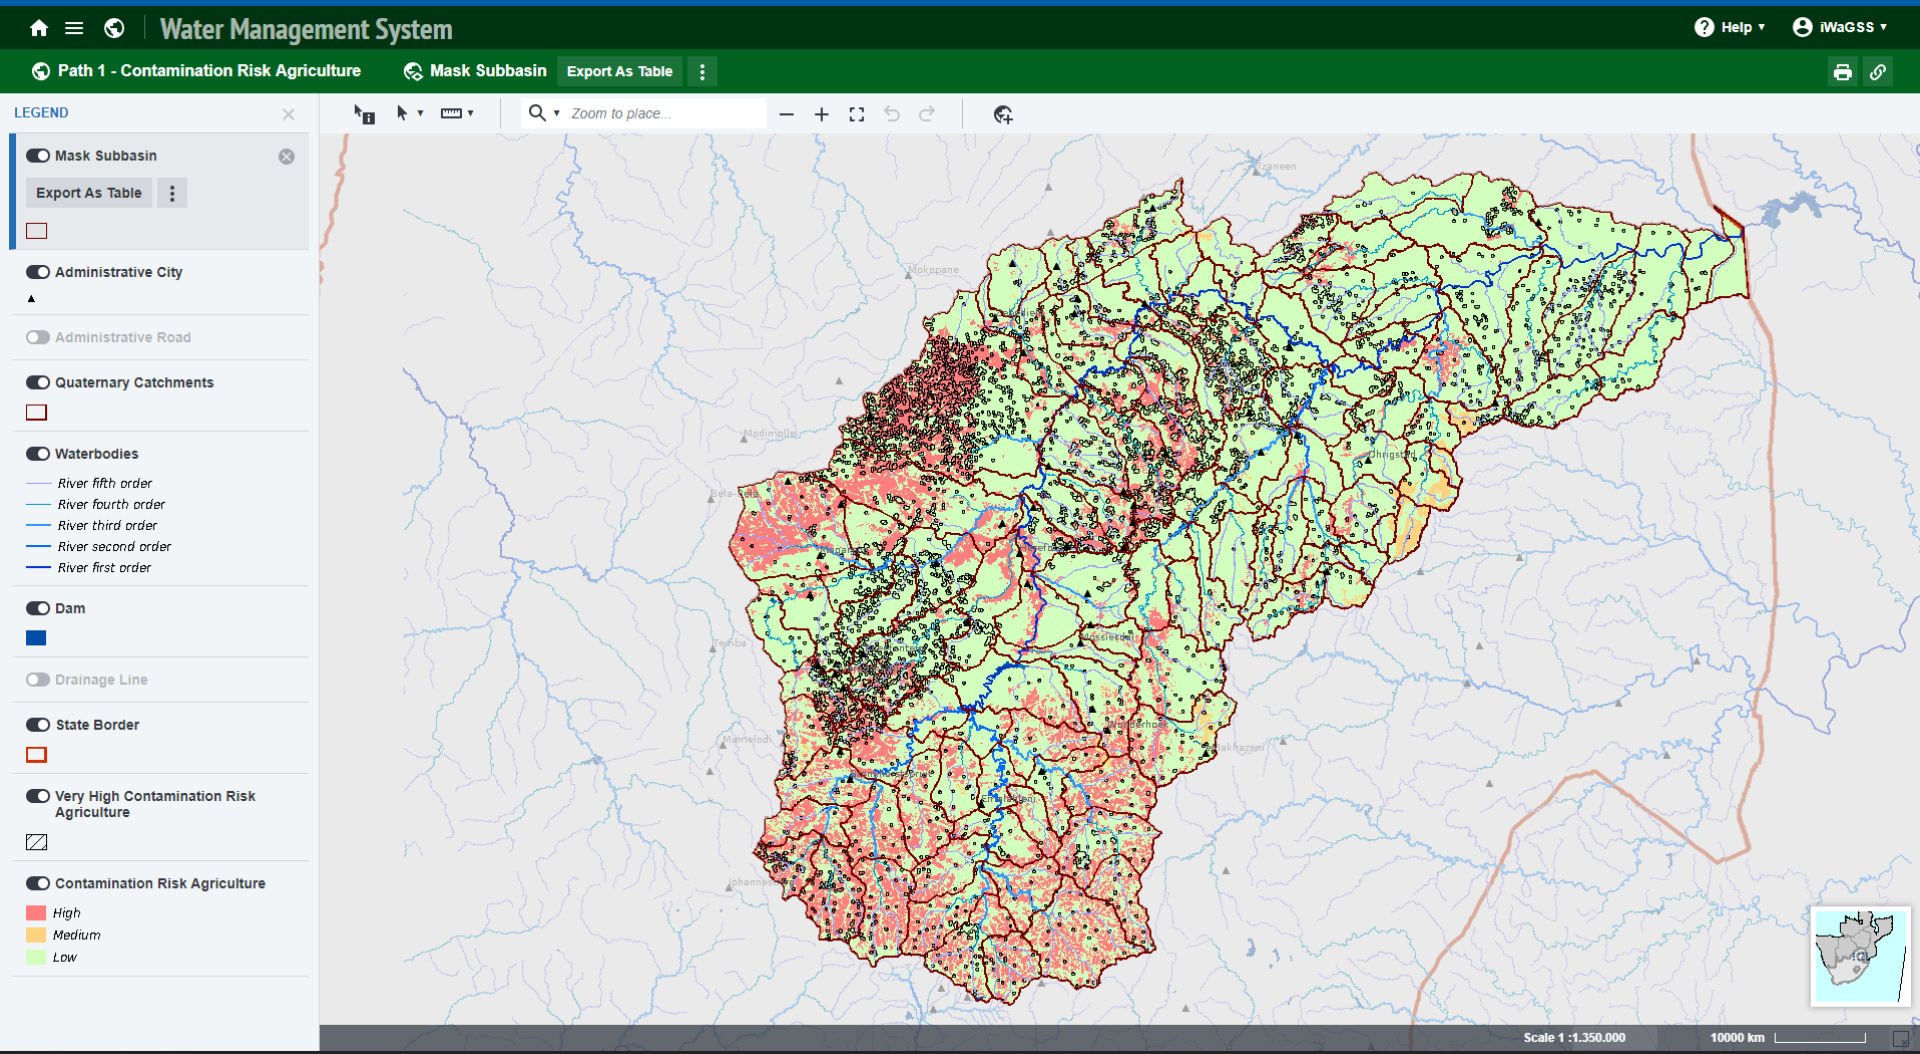 Water Management System
Help
iWaGSS
Path 1 - Contamination Risk Agriculture
Mask Subbasin
Export As Table
LEGEND
Zoom to place...
Mask Subbasin
Export As Table
Administrative City
Administrative Road
Quaternary Catchments
Waterbodies
River fifth order
River fourth order
River third order
River second order
River first order
Dam
Drainage Line
State Border
Very High Contamination Risk
Agriculture
Contamination Risk Agriculture
High
Medium
Low
Tzaneen
Mokopane
Modimolle
Bela-Bela
Ohrigstad
Temba
Mamelodi
Scale 1 :1.350.000
10000 km